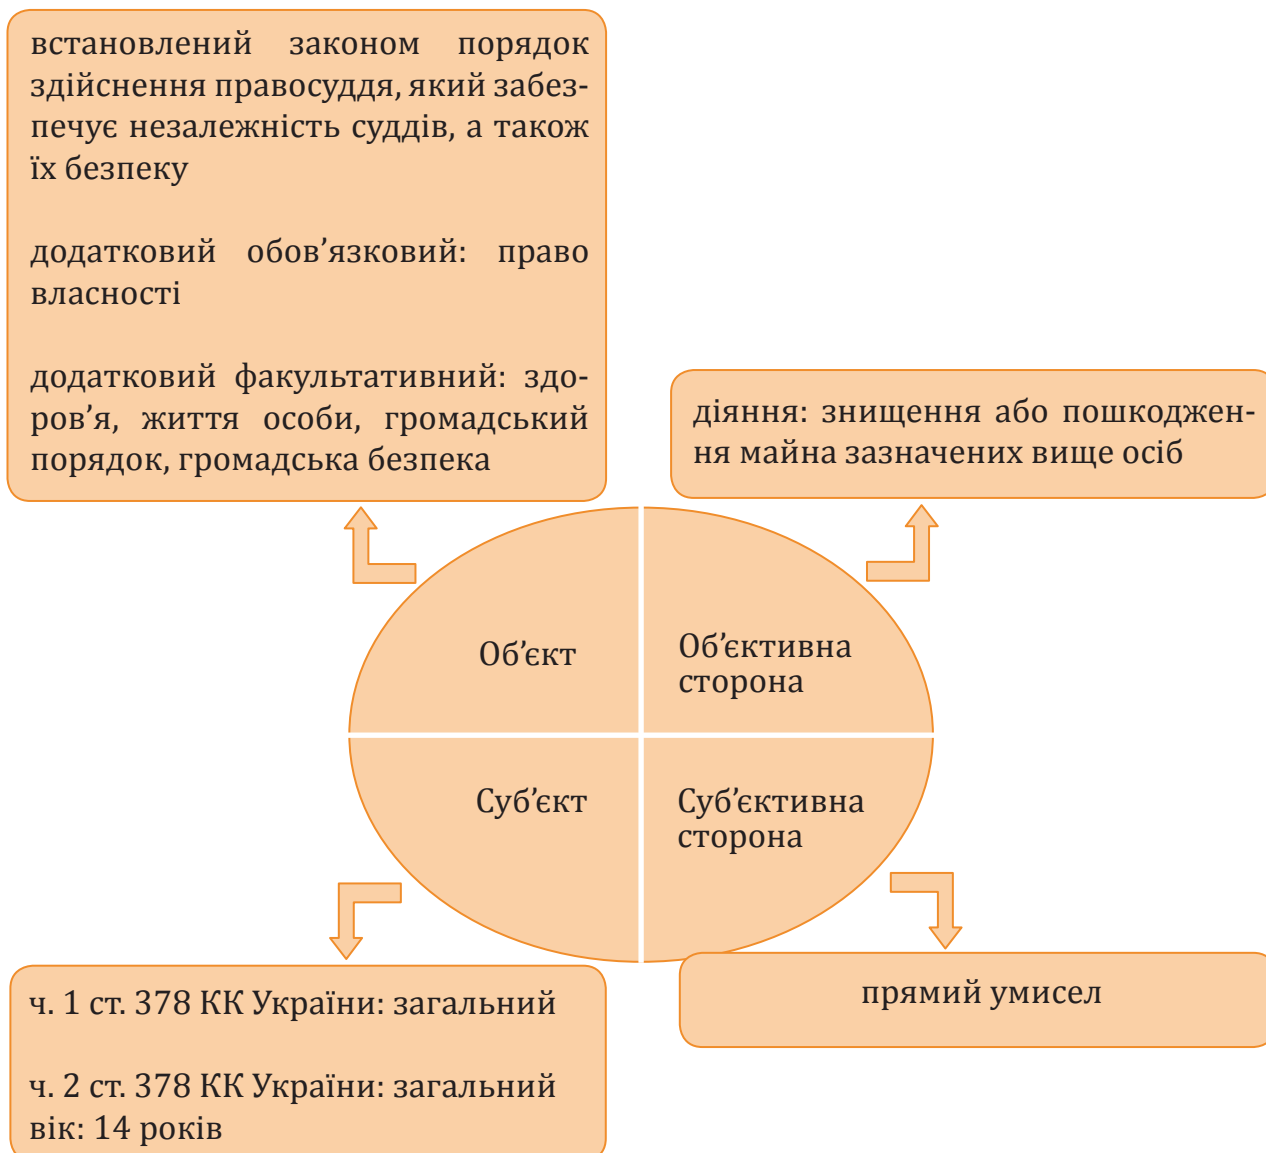 встановлений законом порядок
здійснення правосуддя, який забез-
печує незалежність суддів, а також
їх безпеку
додатковий обов’язковий: право
власності
додатковий факультативний: здо-
ров’я, життя особи, громадський
порядок, громадська безпека
діяння: знищення або пошкоджен-
ня майна зазначених вище осіб
Об’єкт
Об’єктивна
сторона
Суб’єкт
Суб’єктивна
сторона
ч. 1 ст. 378 КК України: загальний
ч. 2 ст. 378 КК України: загальний
вік: 14 років
прямий умисел